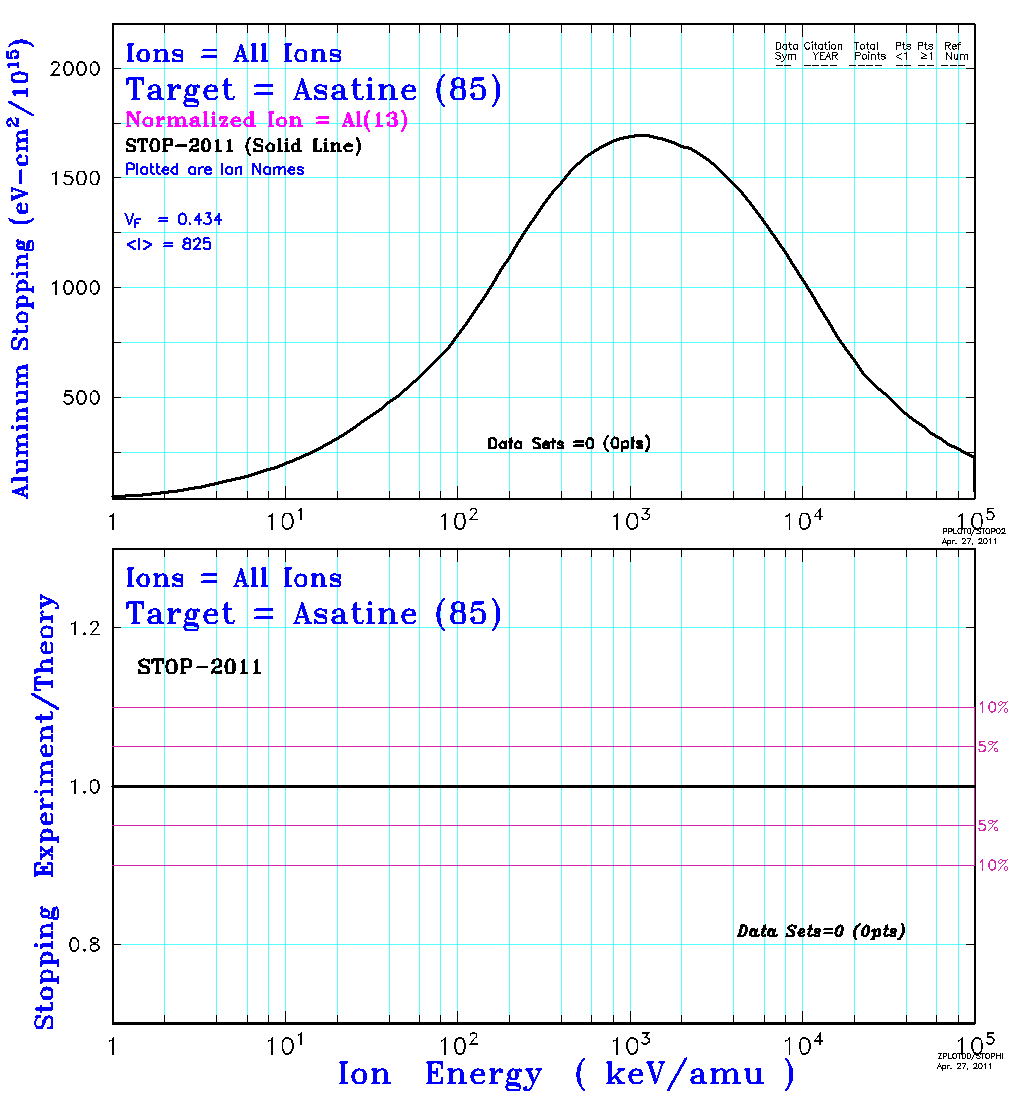 Ions = All Ions
Target = Asatine (85)
Normalized Ion = Al(13)
STOP-2011 (Solid Line)
Plotted are Ion Names
V_F = 0.434
<I> = 825
Data Citation Total Pts Pts Ref
Sym YEAR Points <1 ≥1 Num
Aluminum Stopping (eV-cm²/10¹⁵)
2000
1500
1000
500
Data Sets =0 (0pts)
1 10¹ 10² 10³ 10⁴ 10⁵
PPLOT0/STOP02
Apr. 27, 2011
Ions = All Ions
Target = Asatine (85)
STOP-2011
Stopping Experiment/Theory
1.2
1.0
0.8
10%
5%
5%
10%
Data Sets=0 (0pts)
1 10¹ 10² 10³ 10⁴ 10⁵
ZPLOT0D/STOPHI
Apr. 27, 2011
Ion Energy ( keV/amu )